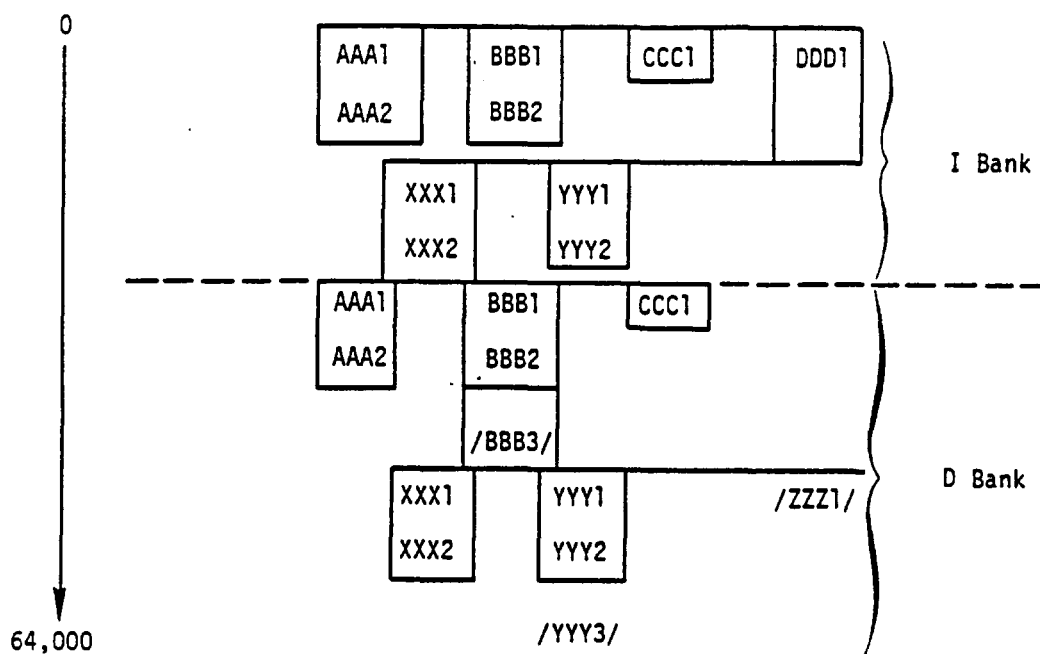 0
AAA1 BBB1 CCC1 DDD1
AAA2 BBB2
I Bank
XXX1 YYY1
XXX2 YYY2
AAA1 BBB1 CCC1
AAA2 BBB2
/BBB3/
D Bank
XXX1 YYY1 /ZZZ1/
XXX2 YYY2
64,000 /YYY3/